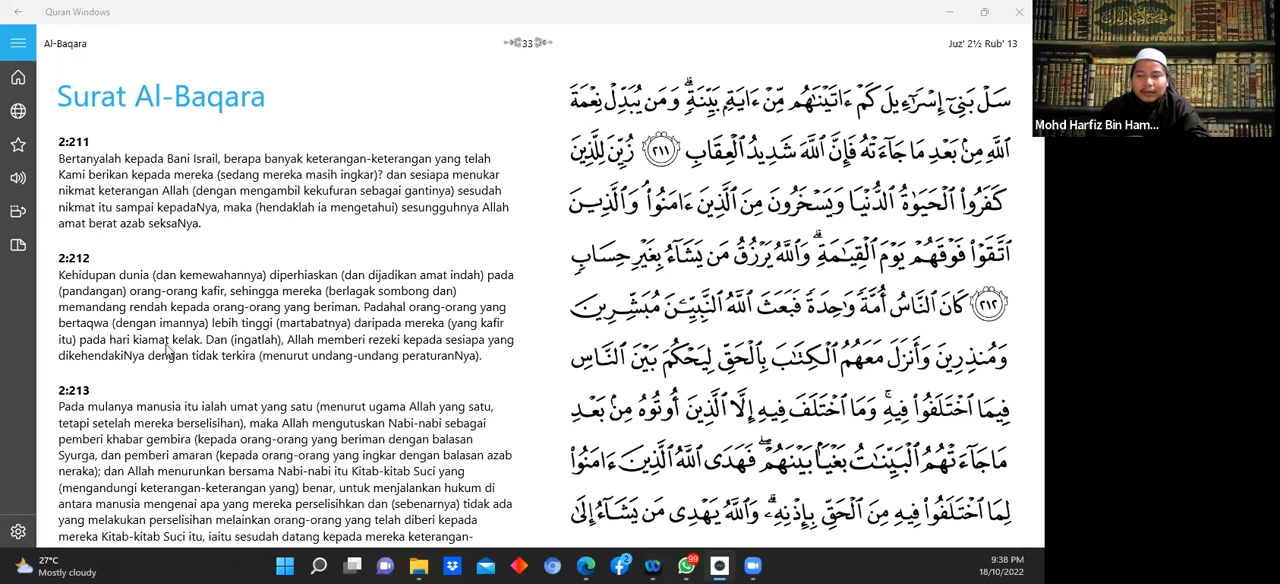 Quran Windows
Al-Baqara
33
Juz' 2½ Rub' 13
Surat Al-Baqara
2:211
Bertanyalah kepada Bani Israil, berapa banyak keterangan-keterangan yang telah
Kami berikan kepada mereka (sedang mereka masih ingkar)? dan sesiapa menukar
nikmat keterangan Allah (dengan mengambil kekufuran sebagai gantinya) sesudah
nikmat itu sampai kepadaNya, maka (hendaklah ia mengetahui) sesungguhnya Allah
amat berat azab seksaNya.
2:212
Kehidupan dunia (dan kemewahannya) diperhiaskan (dan dijadikan amat indah) pada
(pandangan) orang-orang kafir, sehingga mereka (berlagak sombong dan)
memandang rendah kepada orang-orang yang beriman. Padahal orang-orang yang
bertaqwa (dengan imannya) lebih tinggi (martabatnya) daripada mereka (yang kafir
itu) pada hari kiamat kelak. Dan (ingatlah), Allah memberi rezeki kepada sesiapa yang
dikehendakiNya dengan tidak terkira (menurut undang-undang peraturanNya).
2:213
Pada mulanya manusia itu ialah umat yang satu (menurut ugama Allah yang satu,
tetapi setelah mereka berselisihan), maka Allah mengutuskan Nabi-nabi sebagai
pemberi khabar gembira (kepada orang-orang yang beriman dengan balasan
Syurga, dan pemberi amaran (kepada orang-orang yang ingkar dengan balasan azab
neraka); dan Allah menurunkan bersama Nabi-nabi itu Kitab-kitab Suci yang
(mengandungi keterangan-keterangan yang) benar, untuk menjalankan hukum di
antara manusia mengenai apa yang mereka perselisihkan dan (sebenarnya) tidak ada
yang melakukan perselisihan melainkan orang-orang yang telah diberi kepada
mereka Kitab-kitab Suci itu, iaitu sesudah datang kepada mereka keterangan-
سَلْ بَنِىٓ إِسْرَٰٓءِيلَ كَمْ ءَاتَيْنَٰهُم مِّنْ ءَايَةٍۭ بَيِّنَةٍۢ ۗ وَمَن يُبَدِّلْ نِعْمَةَ
ٱللَّهِ مِنۢ بَعْدِ مَا جَآءَتْهُ فَإِنَّ ٱللَّهَ شَدِيدُ ٱلْعِقَابِ ٢١١ زُيِّنَ لِلَّذِينَ
كَفَرُوا۟ ٱلْحَيَوٰةُ ٱلدُّنْيَا وَيَسْخَرُونَ مِنَ ٱلَّذِينَ ءَامَنُوا۟ ۘ وَٱلَّذِينَ
ٱتَّقَوْا۟ فَوْقَهُمْ يَوْمَ ٱلْقِيَٰمَةِ ۗ وَٱللَّهُ يَرْزُقُ مَن يَشَآءُ بِغَيْرِ حِسَابٍۢ
٢١٢ كَانَ ٱلنَّاسُ أُمَّةًۭ وَٰحِدَةًۭ فَبَعَثَ ٱللَّهُ ٱلنَّبِيِّـۧنَ مُبَشِّرِينَ
وَمُنذِرِينَ وَأَنزَلَ مَعَهُمُ ٱلْكِتَٰبَ بِٱلْحَقِّ لِيَحْكُمَ بَيْنَ ٱلنَّاسِ
فِيمَا ٱخْتَلَفُوا۟ فِيهِ ۚ وَمَا ٱخْتَلَفَ فِيهِ إِلَّا ٱلَّذِينَ أُوتُوهُ مِنۢ بَعْدِ
مَا جَآءَتْهُمُ ٱلْبَيِّنَٰتُ بَغْيًۢا بَيْنَهُمْ ۖ فَهَدَى ٱللَّهُ ٱلَّذِينَ ءَامَنُوا۟
لِمَا ٱخْتَلَفُوا۟ فِيهِ مِنَ ٱلْحَقِّ بِإِذْنِهِۦ ۗ وَٱللَّهُ يَهْدِى مَن يَشَآءُ إِلَىٰ
Mohd Harfiz Bin Ham...
27°C
Mostly cloudy
2
99
9:38 PM
18/10/2022